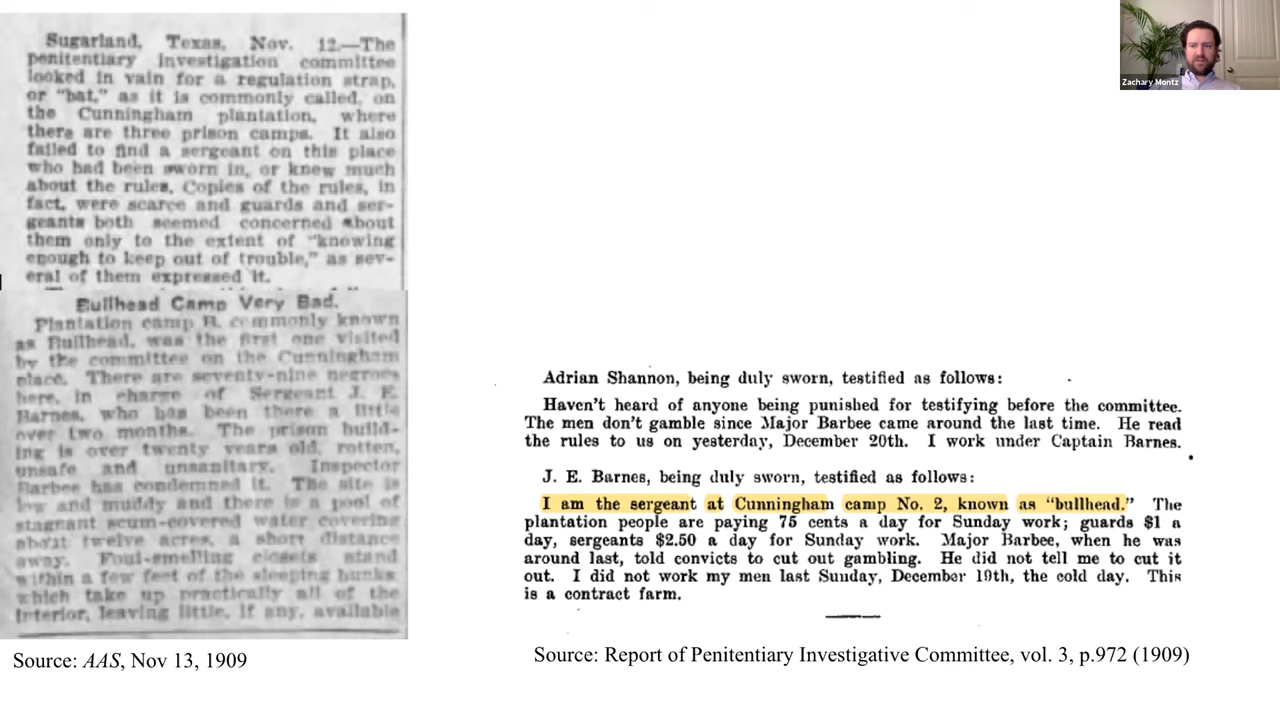 Sugarland, Texas, Nov. 12.—The
penitentiary investigation committee
looked in vain for a regulation strap,
or "bat," as it is commonly called, on
the Cunningham plantation, where
there are three prison camps. It also
failed to find a sergeant on this place
who had been sworn in, or knew much
about the rules. Copies of the rules, in
fact, were scarce and guards and ser-
geants both seemed concerned about
them only to the extent of "knowing
enough to keep out of trouble," as sev-
eral of them expressed it.
Bullhead Camp Very Bad.
Plantation camp B, commonly known
as Bullhead, was the first one visited
by the committee on the Cunningham
place. There are seventy-nine negroes
here, in charge of Sergeant J. E.
Barnes, who has been there a little
over two months. The prison build-
ing is over twenty years old, rotten,
unsafe and unsanitary. Inspector
Barbee has condemned it. The site is
low and muddy and there is a pool of
stagnant scum-covered water covering
about twelve acres, a short distance
away. Foul-smelling closets stand
within a few feet of the sleeping bunks
which take up practically all of the
interior, leaving little, if any, available
Source: AAS, Nov 13, 1909
Adrian Shannon, being duly sworn, testified as follows:
Haven't heard of anyone being punished for testifying before the committee.
The men don't gamble since Major Barbee came around the last time. He read
the rules to us on yesterday, December 20th. I work under Captain Barnes.
J. E. Barnes, being duly sworn, testified as follows:
I am the sergeant at Cunningham camp No. 2, known as "bullhead." The
plantation people are paying 75 cents a day for Sunday work; guards $1 a
day, sergeants $2.50 a day for Sunday work. Major Barbee, when he was
around last, told convicts to cut out gambling. He did not tell me to cut it
out. I did not work my men last Sunday, December 19th, the cold day. This
is a contract farm.
Source: Report of Penitentiary Investigative Committee, vol. 3, p.972 (1909)
Zachary Montz